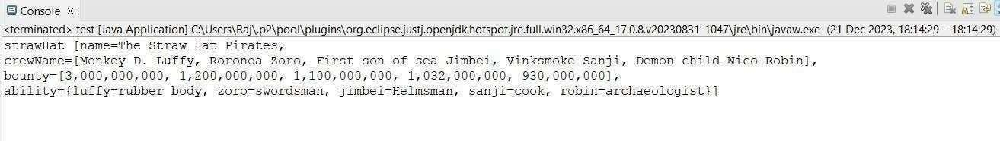 Console
<terminated> test [Java Application] C:\Users\Raj\.p2\pool\plugins\org.eclipse.justj.openjdk.hotspot.jre.full.win32.x86_64_17.0.8.v20230831-1047\jre\bin\javaw.exe (21 Dec 2023, 18:14:29 – 18:14:29)
strawHat [name=The Straw Hat Pirates,
crewName=[Monkey D. Luffy, Roronoa Zoro, First son of sea Jimbei, Vinksmoke Sanji, Demon child Nico Robin],
bounty=[3,000,000,000, 1,200,000,000, 1,100,000,000, 1,032,000,000, 930,000,000],
ability={luffy=rubber body, zoro=swordsman, jimbei=Helmsman, sanji=cook, robin=archaeologist}]